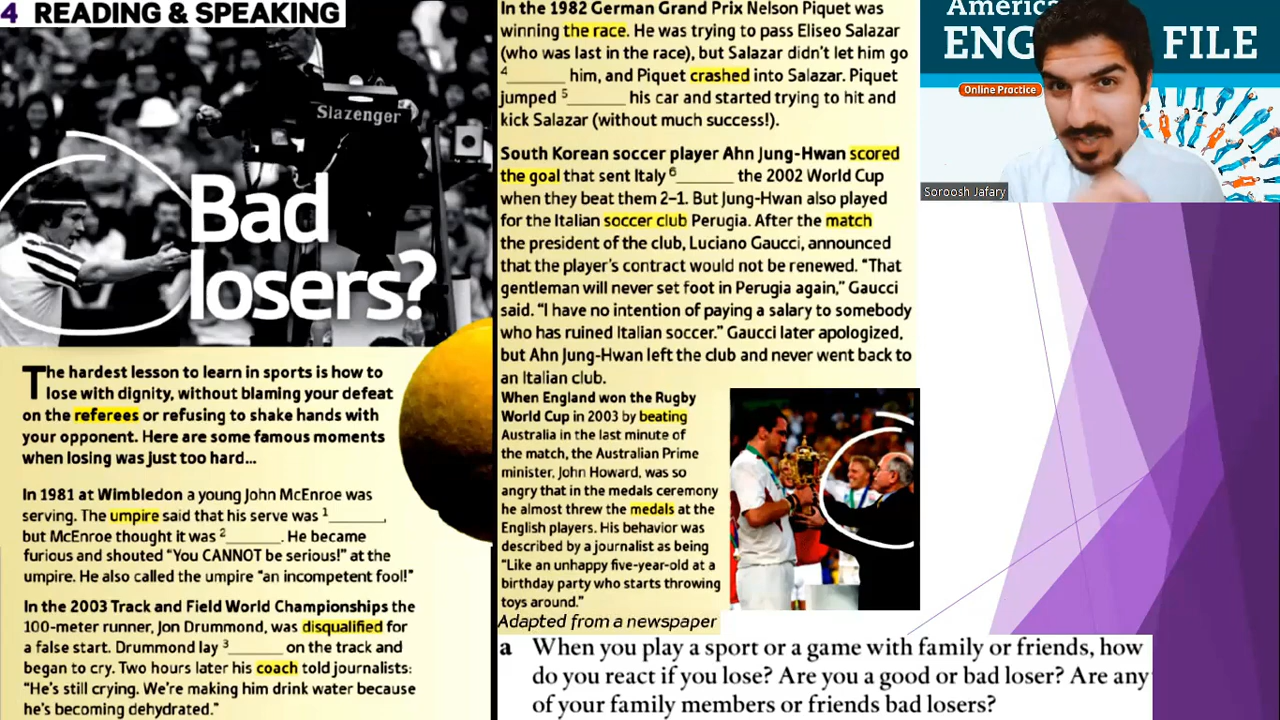 4 READING & SPEAKING
Slazenger
Bad
losers?
The hardest lesson to learn in sports is how to
lose with dignity, without blaming your defeat
on the referees or refusing to shake hands with
your opponent. Here are some famous moments
when losing was just too hard...
In 1981 at Wimbledon a young John McEnroe was
serving. The umpire said that his serve was 1________,
but McEnroe thought it was 2________. He became
furious and shouted "You CANNOT be serious!" at the
umpire. He also called the umpire "an incompetent fool!"
In the 2003 Track and Field World Championships the
100-meter runner, Jon Drummond, was disqualified for
a false start. Drummond lay 3________ on the track and
began to cry. Two hours later his coach told journalists:
"He's still crying. We're making him drink water because
he's becoming dehydrated."
In the 1982 German Grand Prix Nelson Piquet was
winning the race. He was trying to pass Eliseo Salazar
(who was last in the race), but Salazar didn't let him go
4________ him, and Piquet crashed into Salazar. Piquet
jumped 5________ his car and started trying to hit and
kick Salazar (without much success!).
South Korean soccer player Ahn Jung-Hwan scored
the goal that sent Italy 6________ the 2002 World Cup
when they beat them 2–1. But Jung-Hwan also played
for the Italian soccer club Perugia. After the match
the president of the club, Luciano Gaucci, announced
that the player's contract would not be renewed. "That
gentleman will never set foot in Perugia again," Gaucci
said. "I have no intention of paying a salary to somebody
who has ruined Italian soccer." Gaucci later apologized,
but Ahn Jung-Hwan left the club and never went back to
an Italian club.
When England won the Rugby
World Cup in 2003 by beating
Australia in the last minute of
the match, the Australian Prime
minister, John Howard, was so
angry that in the medals ceremony
he almost threw the medals at the
English players. His behavior was
described by a journalist as being
"Like an unhappy five-year-old at a
birthday party who starts throwing
toys around."
Adapted from a newspaper
a When you play a sport or a game with family or friends, how
do you react if you lose? Are you a good or bad loser? Are any
of your family members or friends bad losers?
America
ENG FILE
Online Practice
Soroosh Jafary